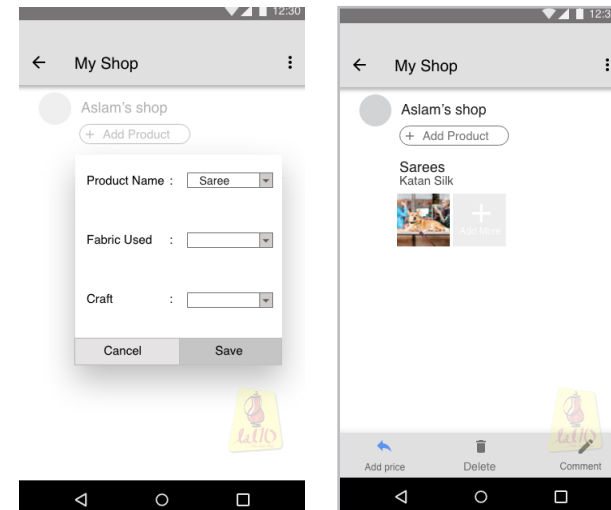 12:30
My Shop
Aslam's shop
+ Add Product
Product Name : Saree
Fabric Used :
Craft :
Cancel Save
12:3
My Shop
Aslam's shop
+ Add Product
Sarees
Katan Silk
Add More
Add price Delete Comment